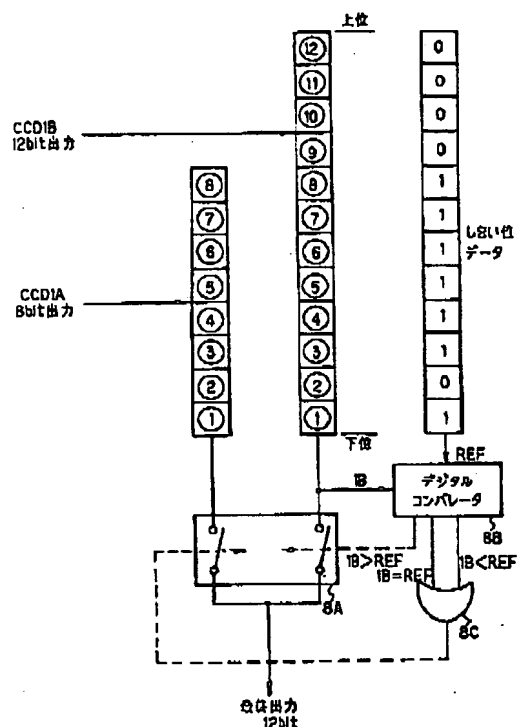 上位
⑫
⑪
⑩
⑨
⑧
⑦
⑥
⑤
④
③
②
①
下位
CCD1B
12bit出力
⑧
⑦
⑥
⑤
④
③
②
①
CCD1A
8bit出力
0
0
0
0
1
1
1
1
1
1
0
1
しきい値
データ
REF
1B
デジタル
コンパレータ
8B
1B>REF
1B=REF
1B<REF
8A
8C
出力
12bit